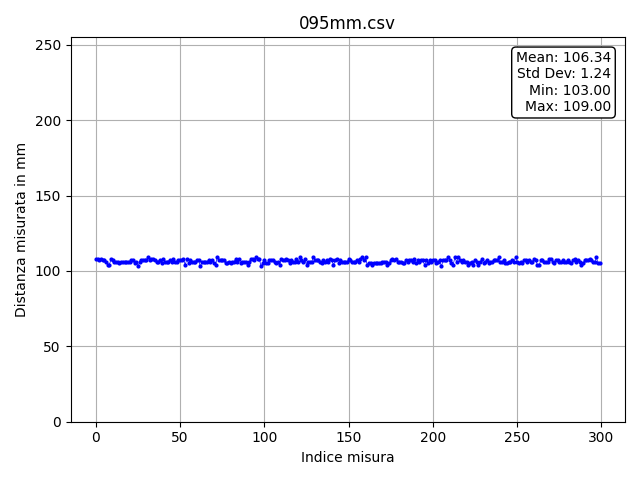 095mm.csv
250
200
150
100
50
0
Distanza misurata in mm
Mean: 106.34
Std Dev: 1.24
Min: 103.00
Max: 109.00
0 50 100 150 200 250 300
Indice misura